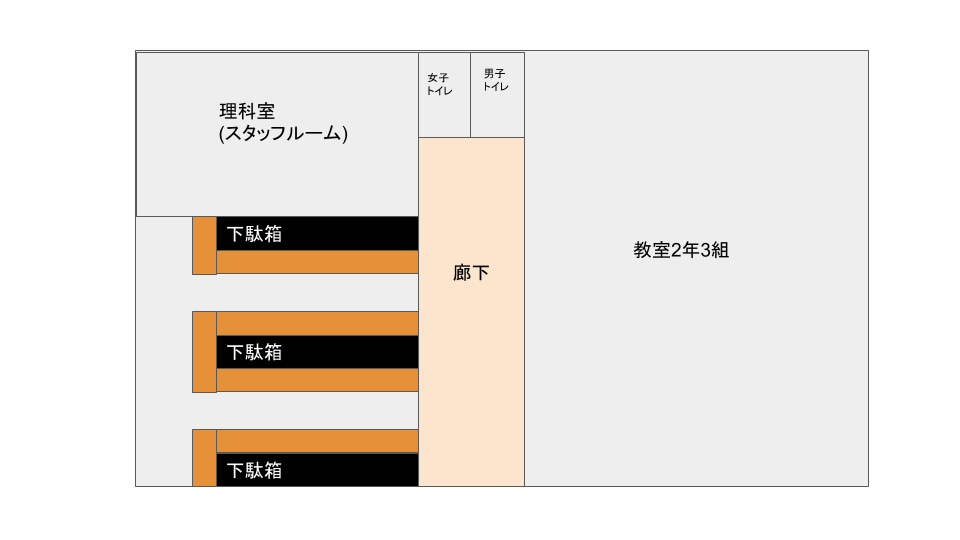 女子
トイレ
男子
トイレ
理科室
(スタッフルーム)
下駄箱
教室2年3組
廊下
下駄箱
下駄箱